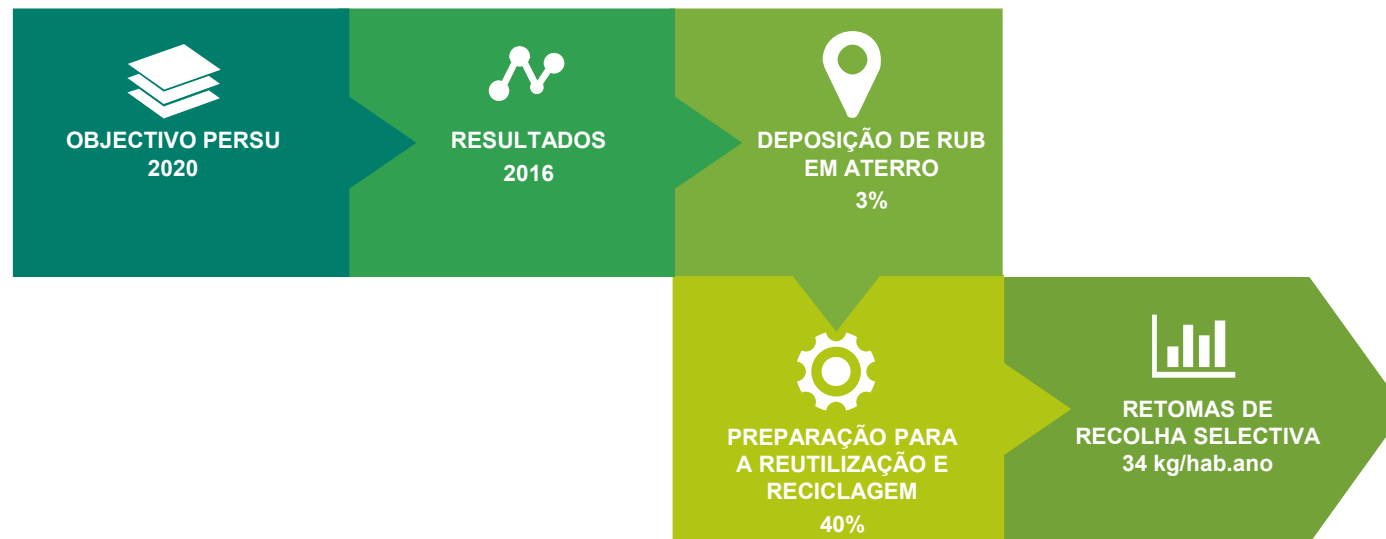 OBJECTIVO PERSU
2020
RESULTADOS
2016
DEPOSIÇÃO DE RUB
EM ATERRO
3%
PREPARAÇÃO PARA
A REUTILIZAÇÃO E
RECICLAGEM
40%
RETOMAS DE
RECOLHA SELECTIVA
34 kg/hab.ano